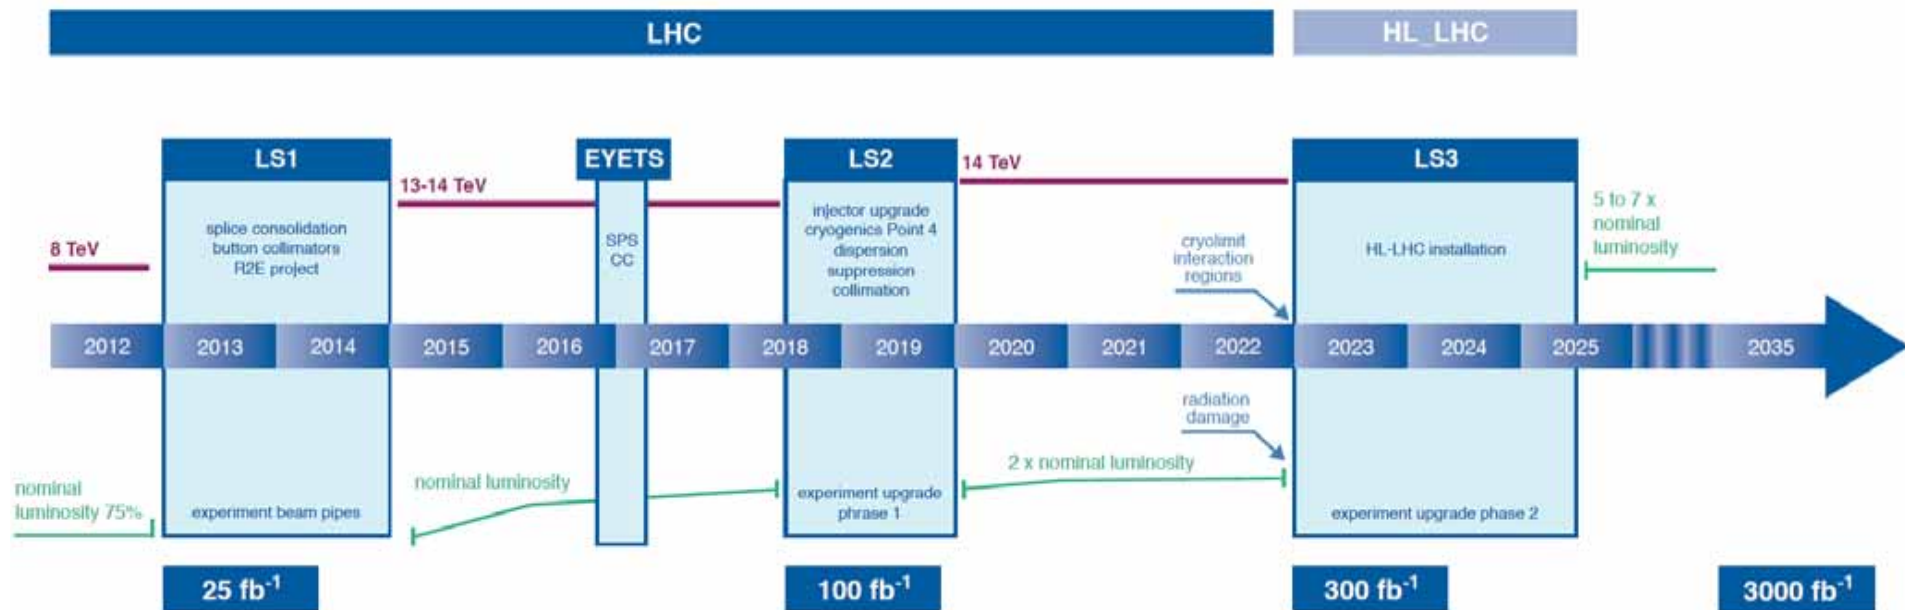 LHC
HL_LHC
LS1
EYETS
LS2
14 TeV
LS3
13-14 TeV
8 TeV
splice consolidation
button collimators
R2E project
SPS
CC
injector upgrade
cryogenics Point 4
dispersion
suppression
collimation
cryolimit
interaction
regions
HL-LHC installation
5 to 7 x
nominal
luminosity
2012
2013
2014
2015
2016
2017
2018
2019
2020
2021
2022
2023
2024
2025
2035
radiation
damage
nominal
luminosity 75%
experiment beam pipes
nominal luminosity
experiment upgrade
phrase 1
2 x nominal luminosity
experiment upgrade phase 2
25 fb⁻¹
100 fb⁻¹
300 fb⁻¹
3000 fb⁻¹